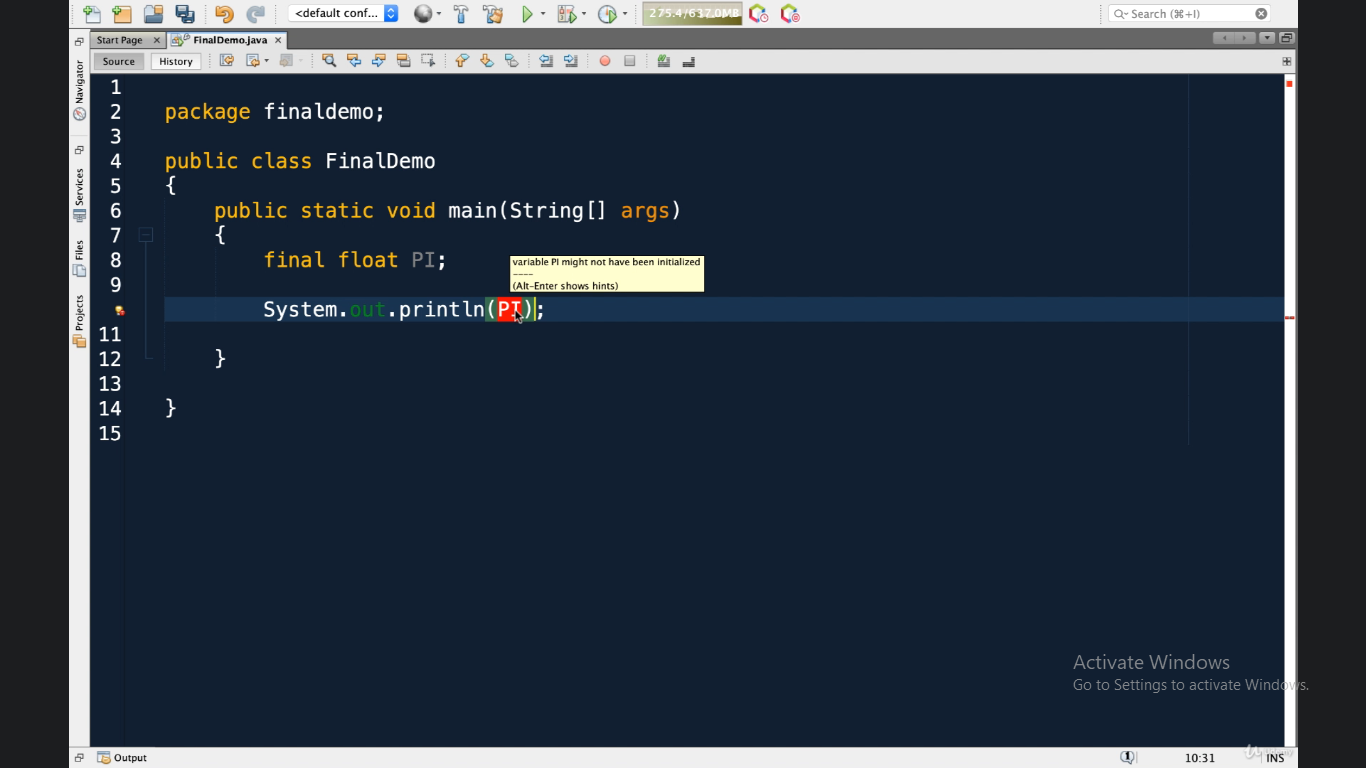 <default conf...
275.4/637.0MB
Search (⌘+I)
Start Page
FinalDemo.java
Source
History
Navigator
Services
Files
Projects
1
2 package finaldemo;
3
4 public class FinalDemo
5 {
6 public static void main(String[] args)
7 {
8 final float PI;
variable PI might not have been initialized
----
(Alt-Enter shows hints)
9
System.out.println(PI);
11
12 }
13
14 }
15
Activate Windows
Go to Settings to activate Windows.
Output
1
10:31
INS